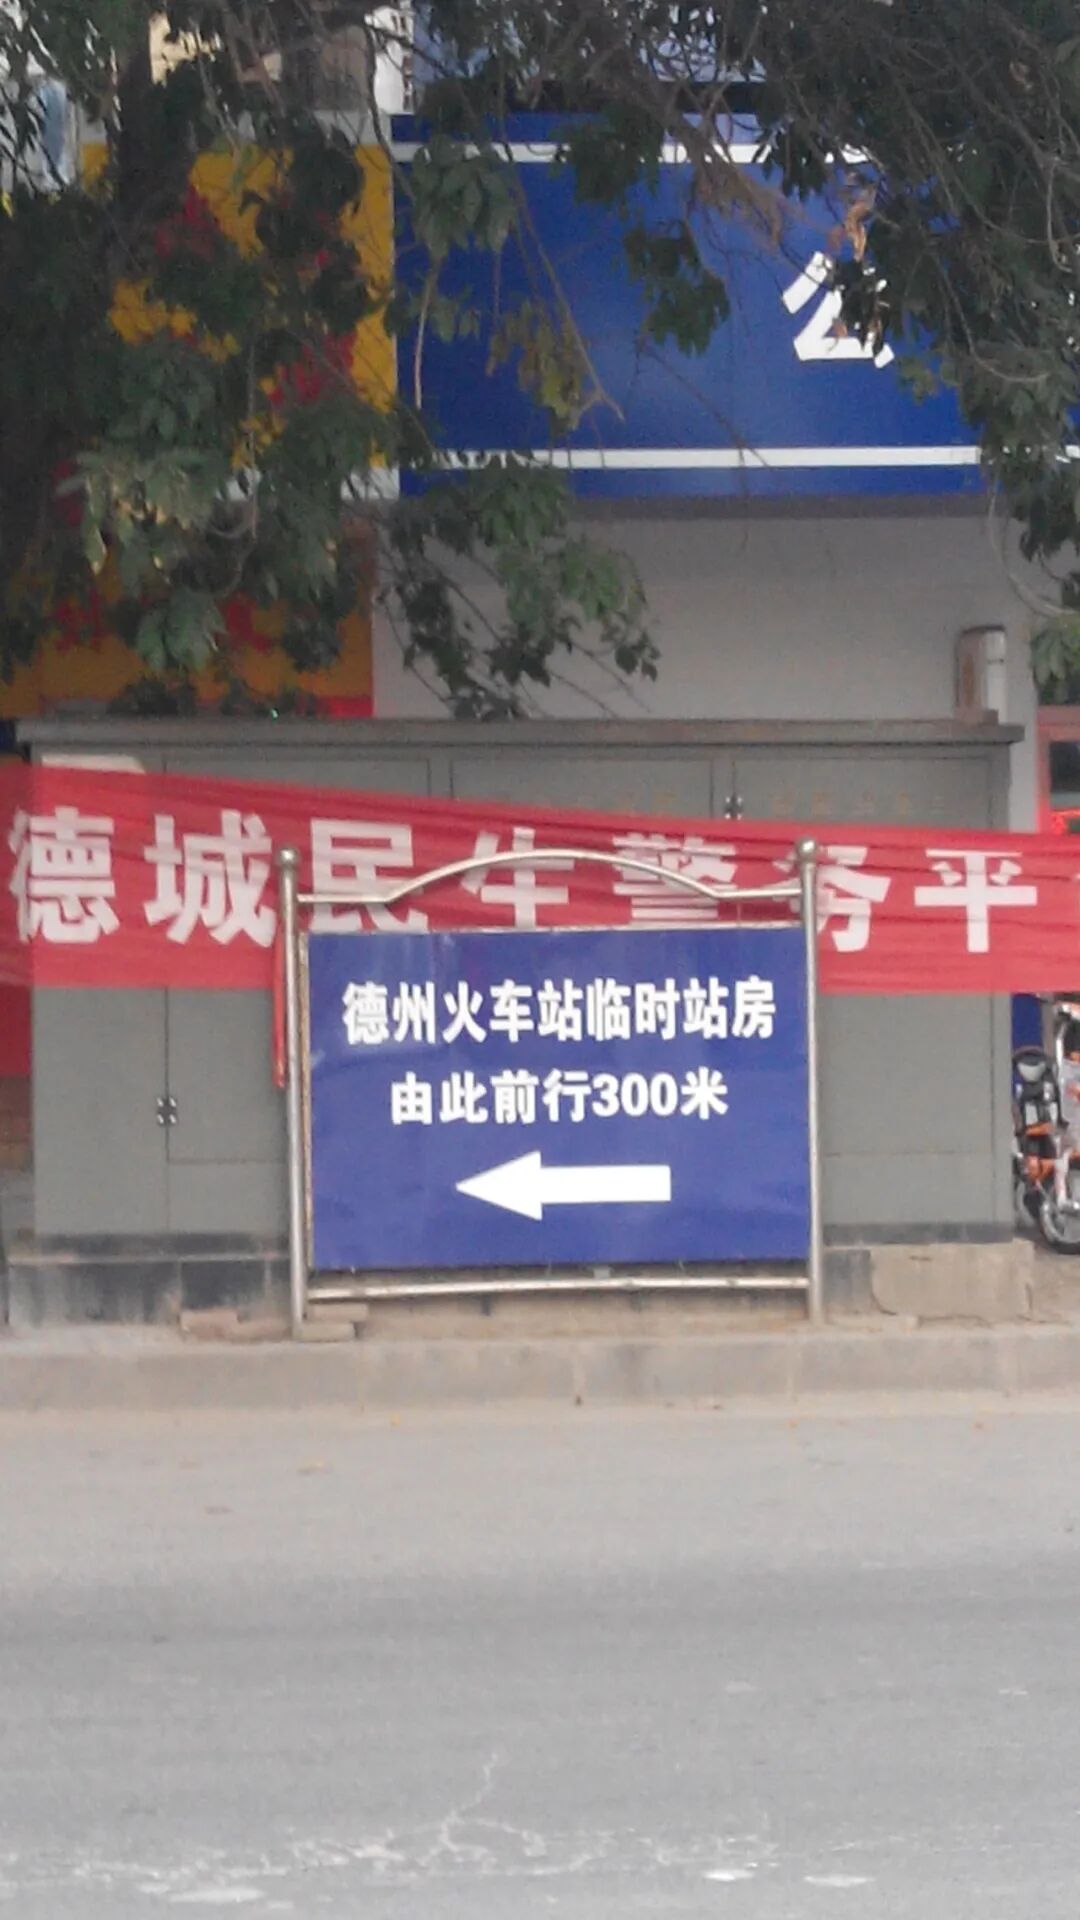 公
德城民生警务平
德州火车站临时站房
由此前行300米